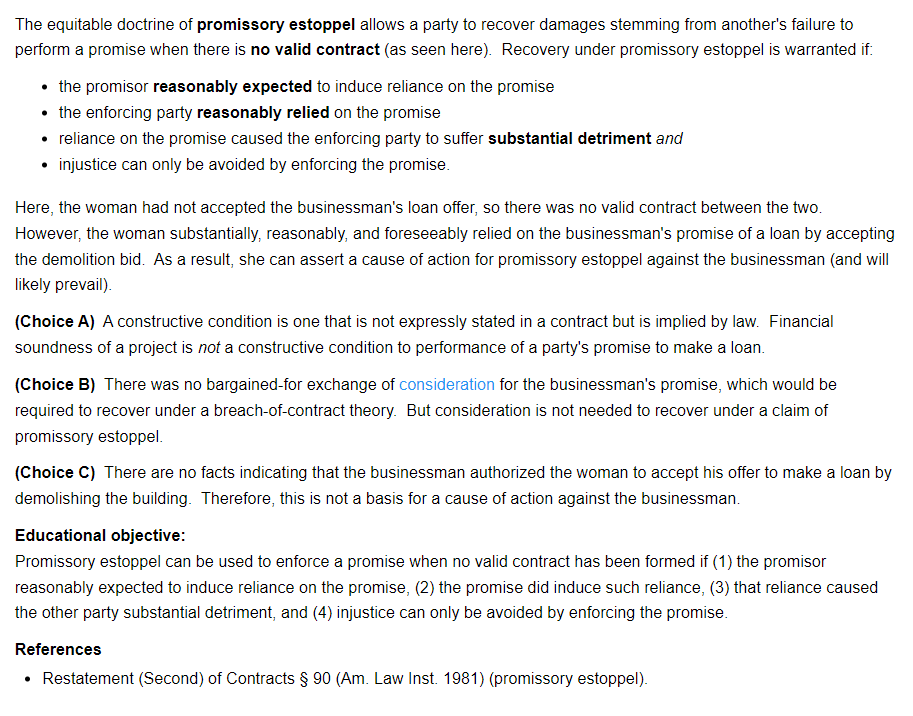 The equitable doctrine of promissory estoppel allows a party to recover damages stemming from another's failure to
perform a promise when there is no valid contract (as seen here). Recovery under promissory estoppel is warranted if:
• the promisor reasonably expected to induce reliance on the promise
• the enforcing party reasonably relied on the promise
• reliance on the promise caused the enforcing party to suffer substantial detriment and
• injustice can only be avoided by enforcing the promise.
Here, the woman had not accepted the businessman's loan offer, so there was no valid contract between the two.
However, the woman substantially, reasonably, and foreseeably relied on the businessman's promise of a loan by accepting
the demolition bid. As a result, she can assert a cause of action for promissory estoppel against the businessman (and will
likely prevail).
(Choice A) A constructive condition is one that is not expressly stated in a contract but is implied by law. Financial
soundness of a project is not a constructive condition to performance of a party's promise to make a loan.
(Choice B) There was no bargained-for exchange of consideration for the businessman's promise, which would be
required to recover under a breach-of-contract theory. But consideration is not needed to recover under a claim of
promissory estoppel.
(Choice C) There are no facts indicating that the businessman authorized the woman to accept his offer to make a loan by
demolishing the building. Therefore, this is not a basis for a cause of action against the businessman.
Educational objective:
Promissory estoppel can be used to enforce a promise when no valid contract has been formed if (1) the promisor
reasonably expected to induce reliance on the promise, (2) the promise did induce such reliance, (3) that reliance caused
the other party substantial detriment, and (4) injustice can only be avoided by enforcing the promise.
References
• Restatement (Second) of Contracts § 90 (Am. Law Inst. 1981) (promissory estoppel).